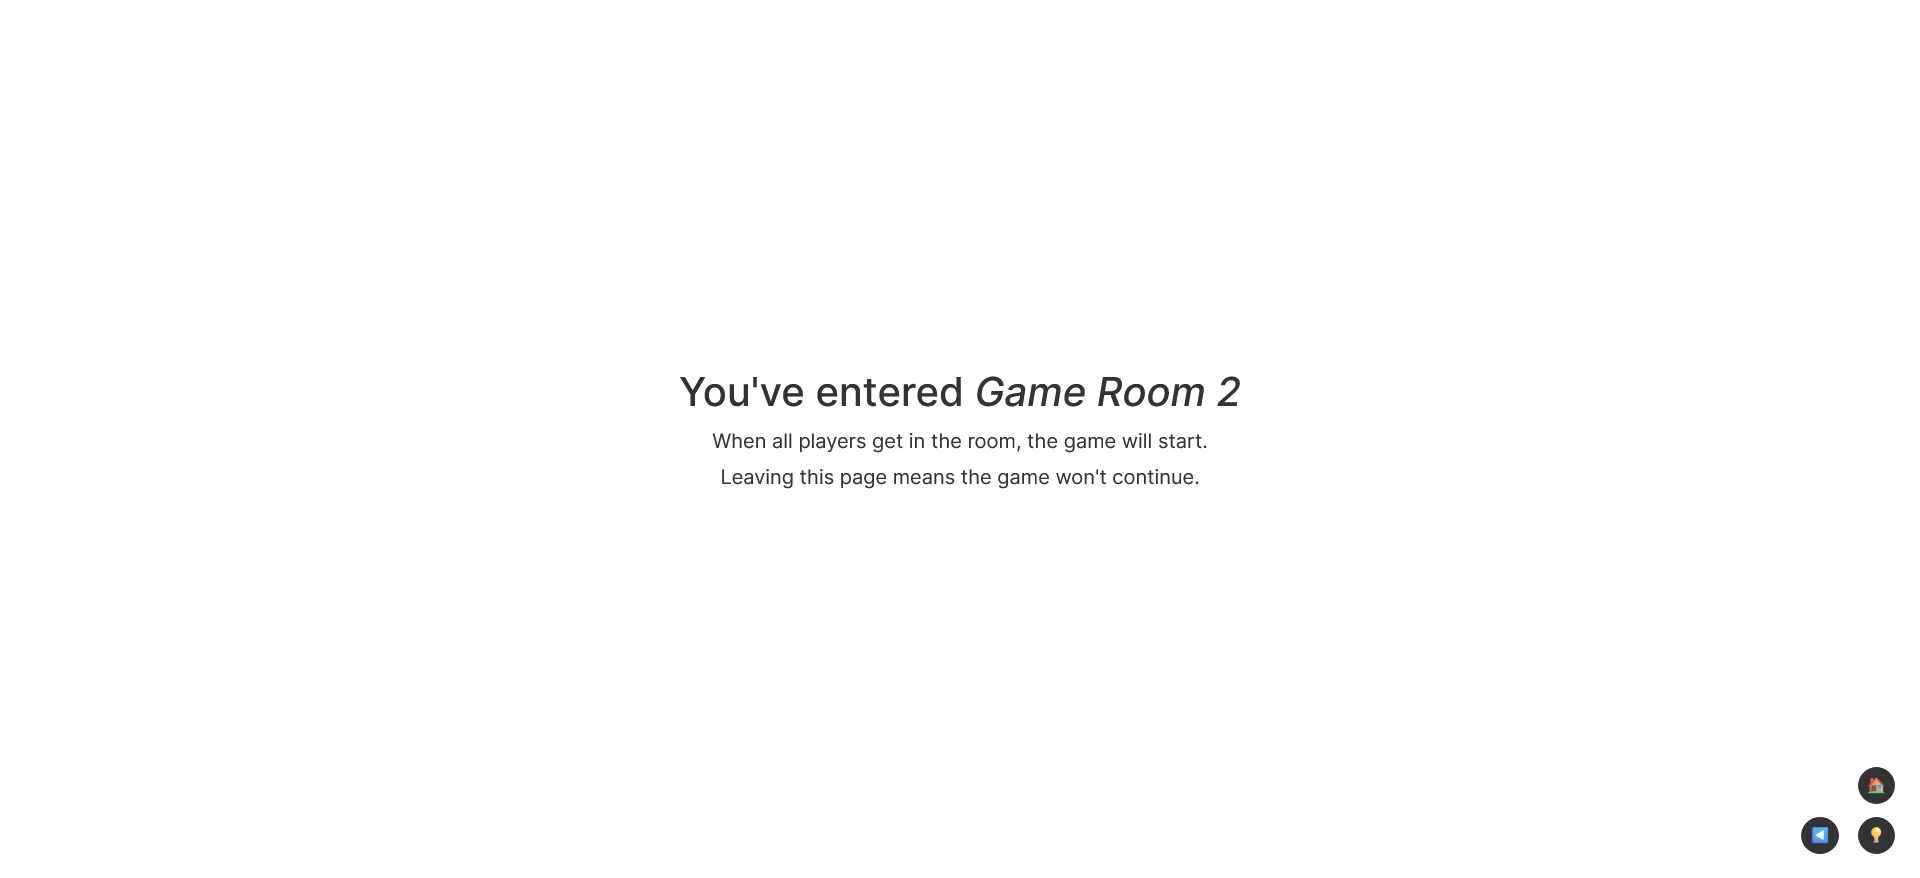 You've entered Game Room 2
When all players get in the room, the game will start.
Leaving this page means the game won't continue.